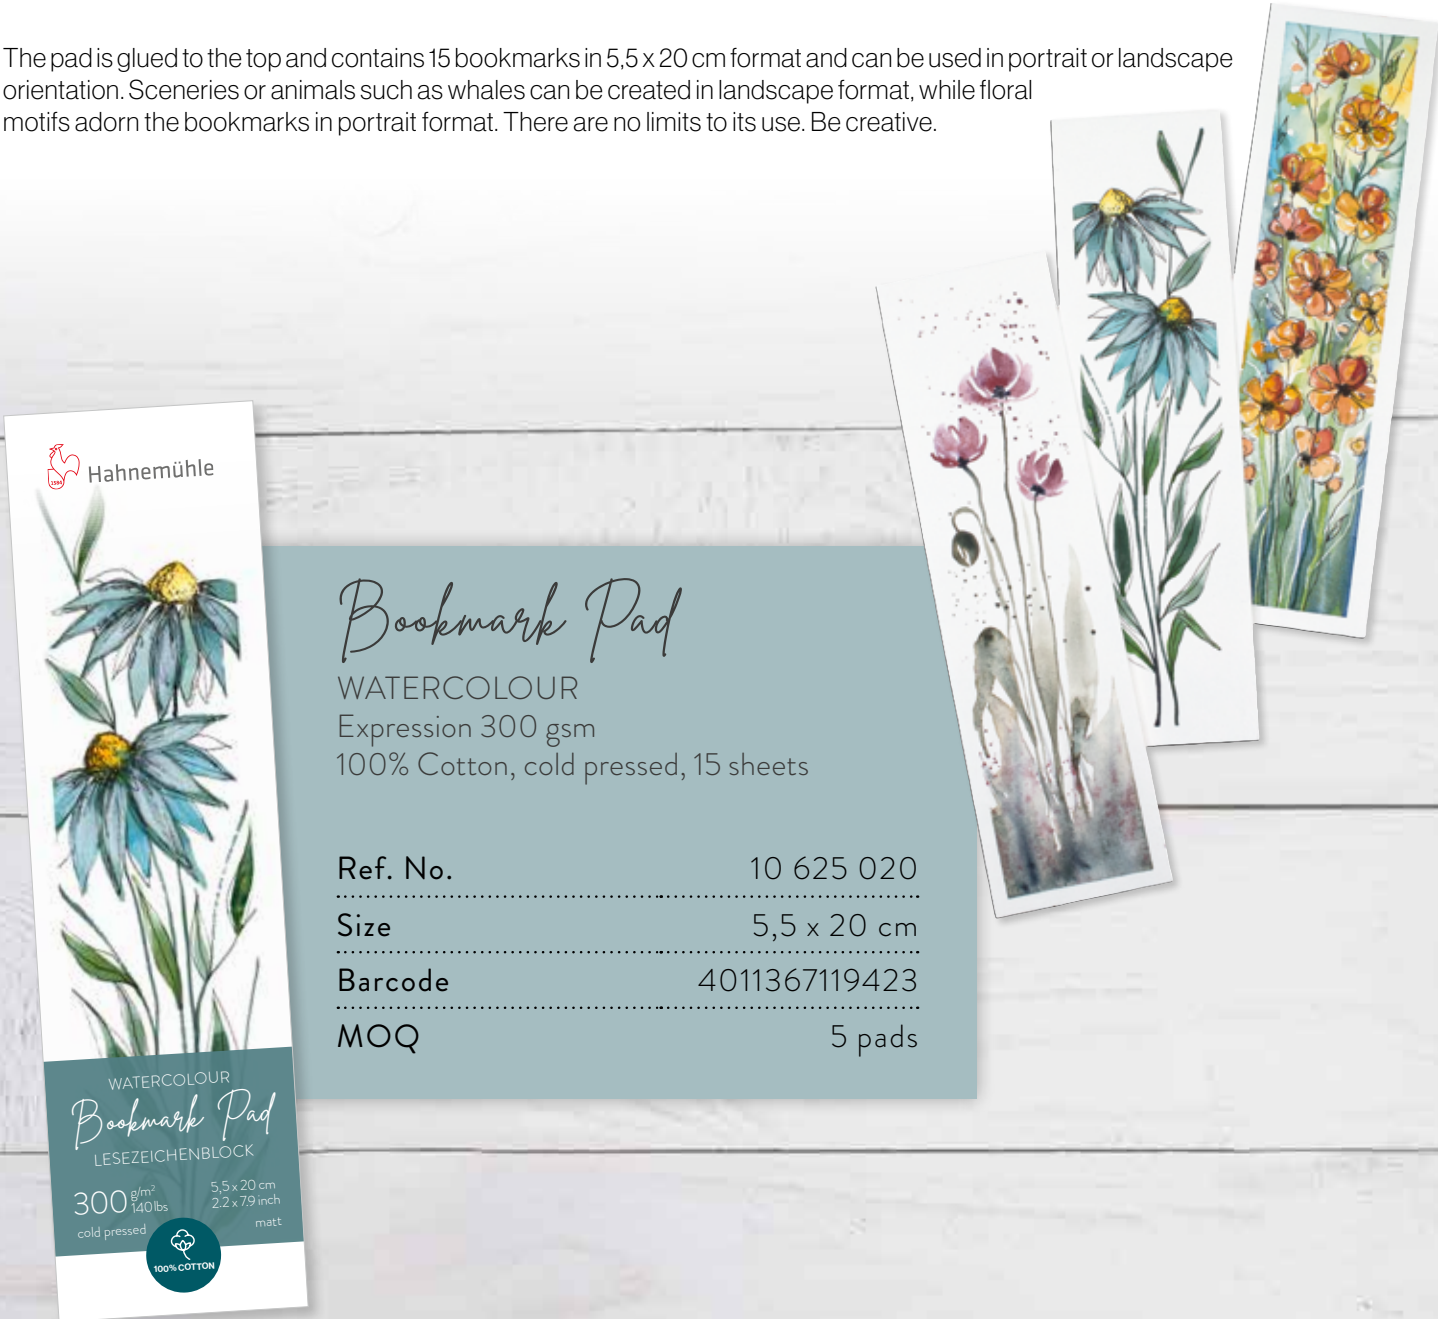 The pad is glued to the top and contains 15 bookmarks in 5,5 x 20 cm format and can be used in portrait or landscape
orientation. Sceneries or animals such as whales can be created in landscape format, while floral
motifs adorn the bookmarks in portrait format. There are no limits to its use. Be creative.
1584
Hahnemühle
Bookmark Pad
WATERCOLOUR
Expression 300 gsm
100% Cotton, cold pressed, 15 sheets
Ref. No. 10 625 020
Size 5,5 x 20 cm
Barcode 4011367119423
MOQ 5 pads
WATERCOLOUR
Bookmark Pad
LESEZEICHENBLOCK
300 g/m² 140 lbs
5,5 x 20 cm
2.2 x 7.9 inch
cold pressed
matt
100% COTTON